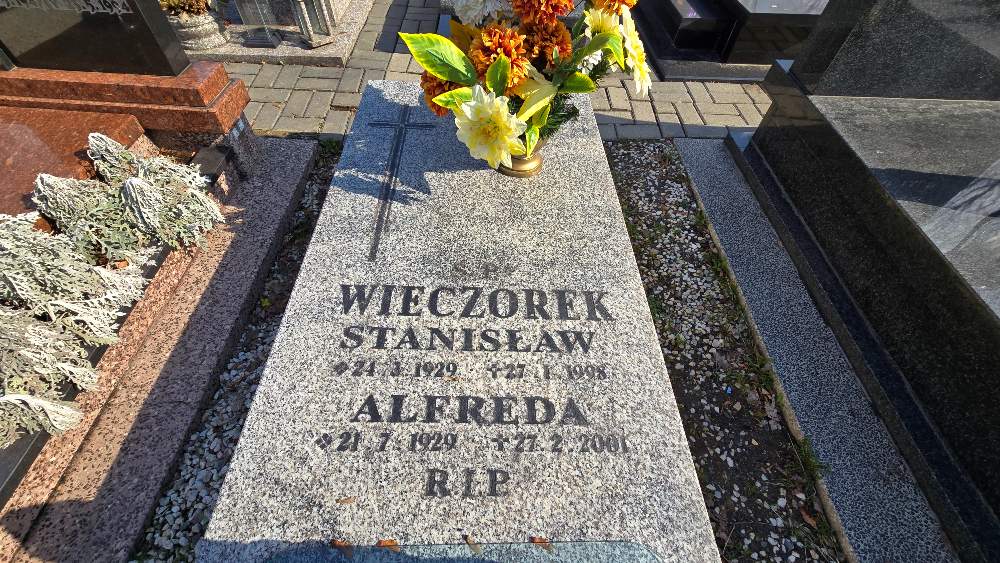 Ś.P.
WIECZOREK
STANISŁAW
✦24.3.1929 ✝27.1.1998
ALFREDA
✦21.7.1929 ✝27.2.2001
R.I.P.